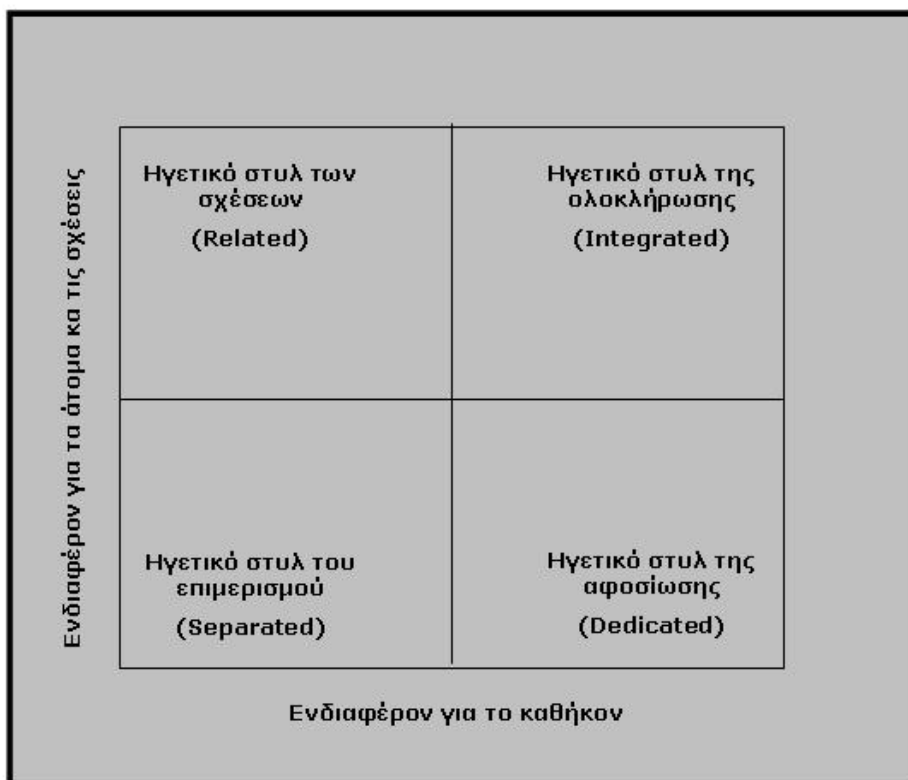 Ενδιαφέρον για τα άτομα κα τις σχέσεις
Ηγετικό στυλ των
σχέσεων
(Related)
Ηγετικό στυλ της
ολοκλήρωσης
(Integrated)
Ηγετικό στυλ του
επιμερισμού
(Separated)
Ηγετικό στυλ της
αφοσίωσης
(Dedicated)
Ενδιαφέρον για το καθήκον